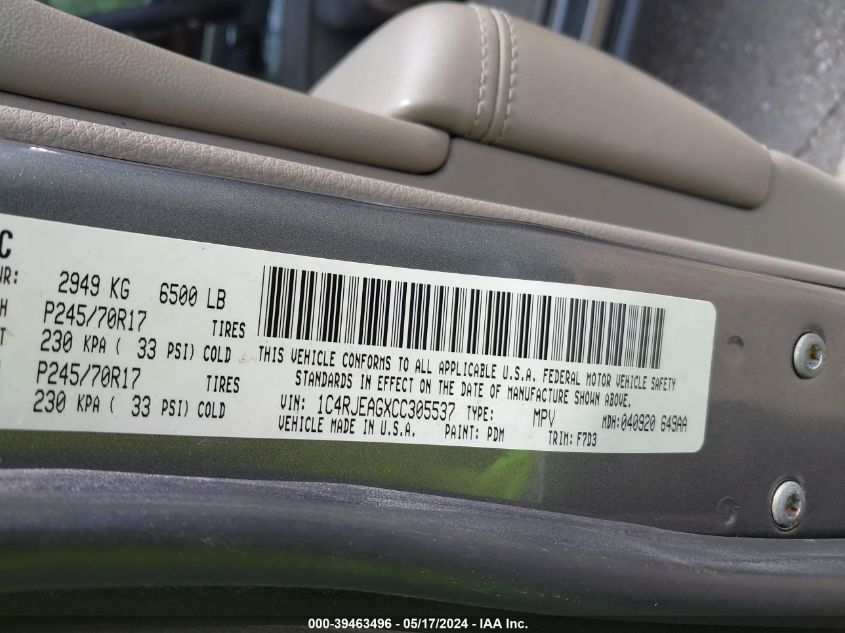 C
WR: 2949 KG 6500 LB
H P245/70R17 TIRES
T 230 KPA ( 33 PSI) COLD
P245/70R17 TIRES
230 KPA ( 33 PSI) COLD
THIS VEHICLE CONFORMS TO ALL APPLICABLE U.S.A. FEDERAL MOTOR VEHICLE SAFETY
STANDARDS IN EFFECT ON THE DATE OF MANUFACTURE SHOWN ABOVE.
VIN: 1C4RJEAGXCC305537 TYPE: MPV MDH:040920 649AA
VEHICLE MADE IN U.S.A. PAINT: PDM TRIM: F7D3
000-39463496 - 05/17/2024 - IAA Inc.